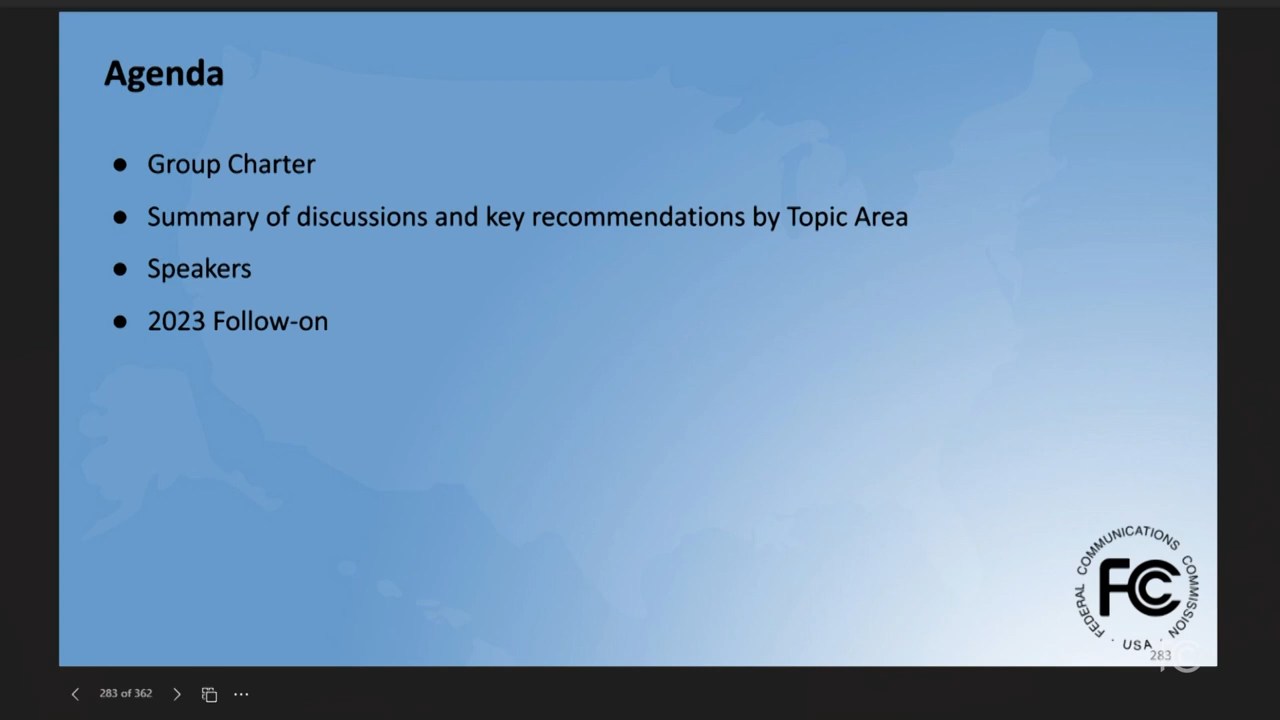 Agenda
● Group Charter
● Summary of discussions and key recommendations by Topic Area
● Speakers
● 2023 Follow-on
FEDERAL COMMUNICATIONS COMMISSION
FCC
· USA ·
283
283 of 362